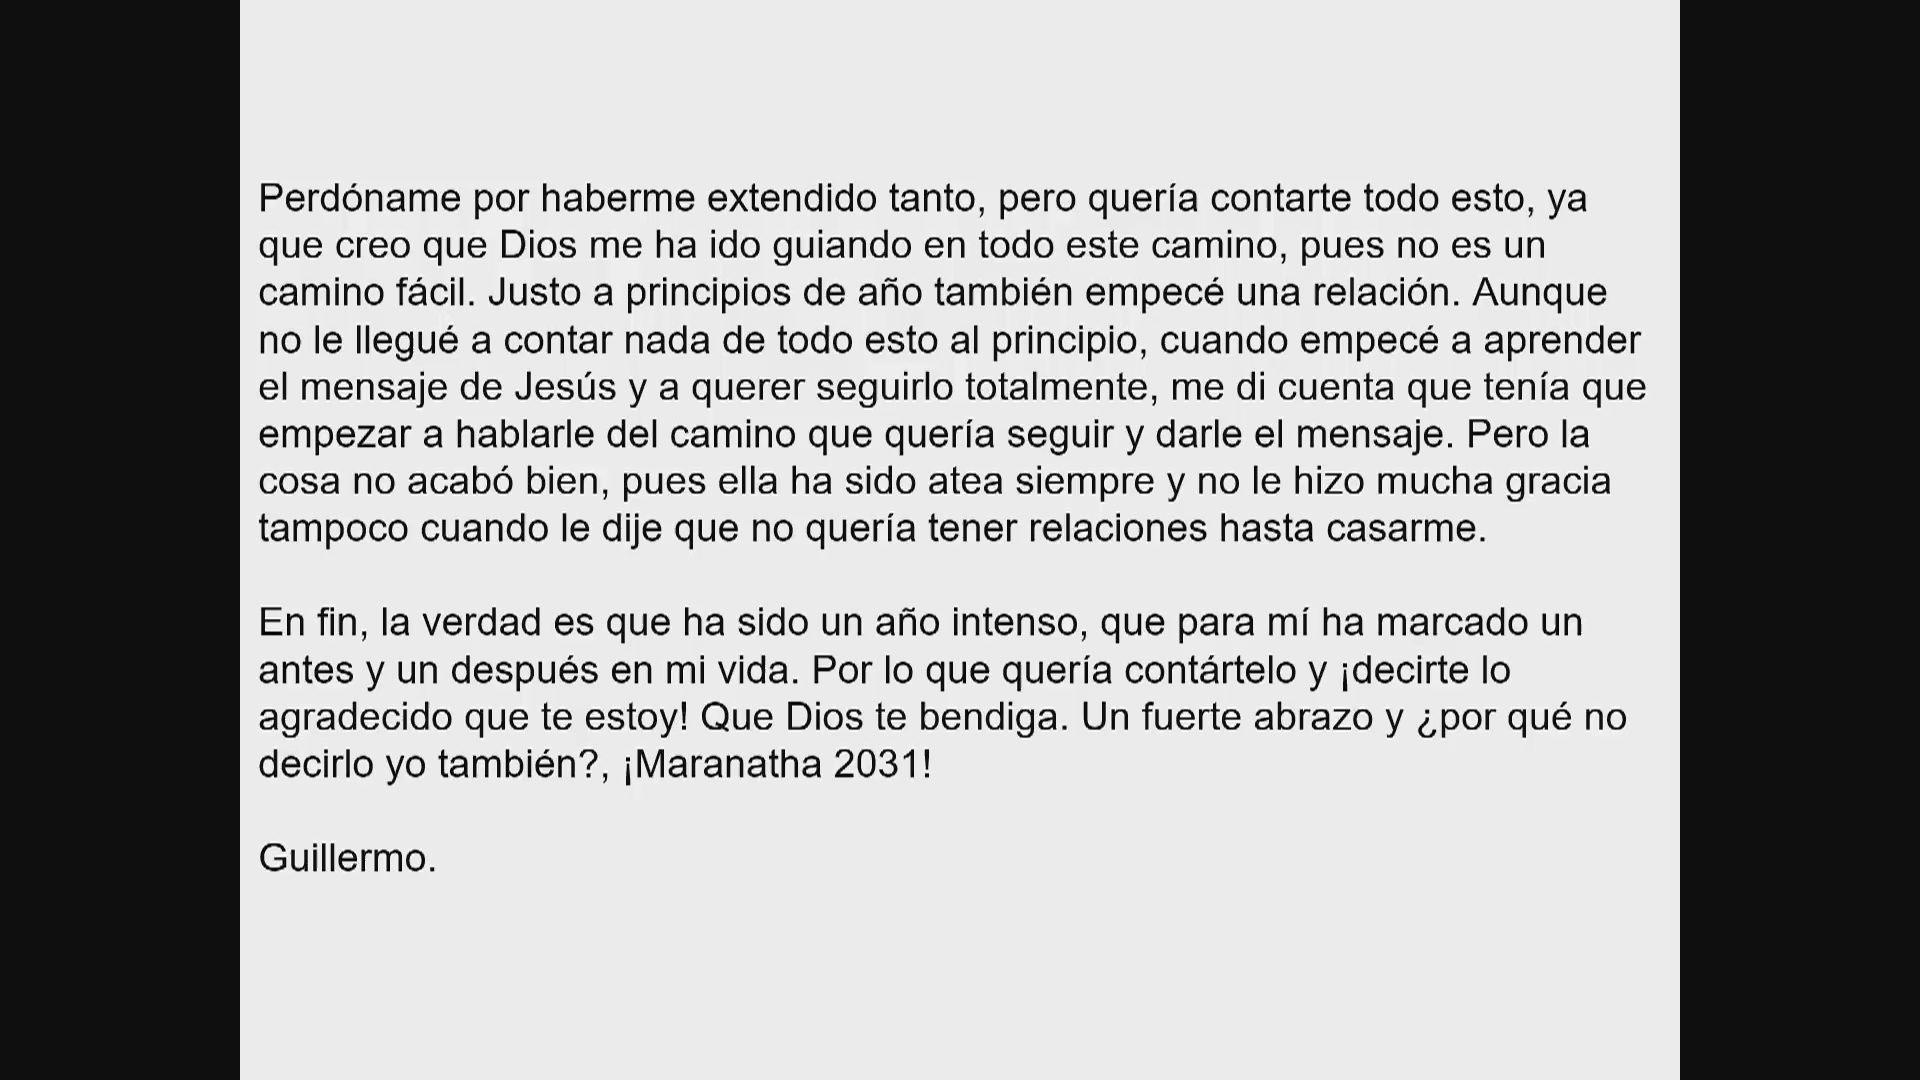 Perdóname por haberme extendido tanto, pero quería contarte todo esto, ya
que creo que Dios me ha ido guiando en todo este camino, pues no es un
camino fácil. Justo a principios de año también empecé una relación. Aunque
no le llegué a contar nada de todo esto al principio, cuando empecé a aprender
el mensaje de Jesús y a querer seguirlo totalmente, me di cuenta que tenía que
empezar a hablarle del camino que quería seguir y darle el mensaje. Pero la
cosa no acabó bien, pues ella ha sido atea siempre y no le hizo mucha gracia
tampoco cuando le dije que no quería tener relaciones hasta casarme.
En fin, la verdad es que ha sido un año intenso, que para mí ha marcado un
antes y un después en mi vida. Por lo que quería contártelo y ¡decirte lo
agradecido que te estoy! Que Dios te bendiga. Un fuerte abrazo y ¿por qué no
decirlo yo también?, ¡Maranatha 2031!
Guillermo.